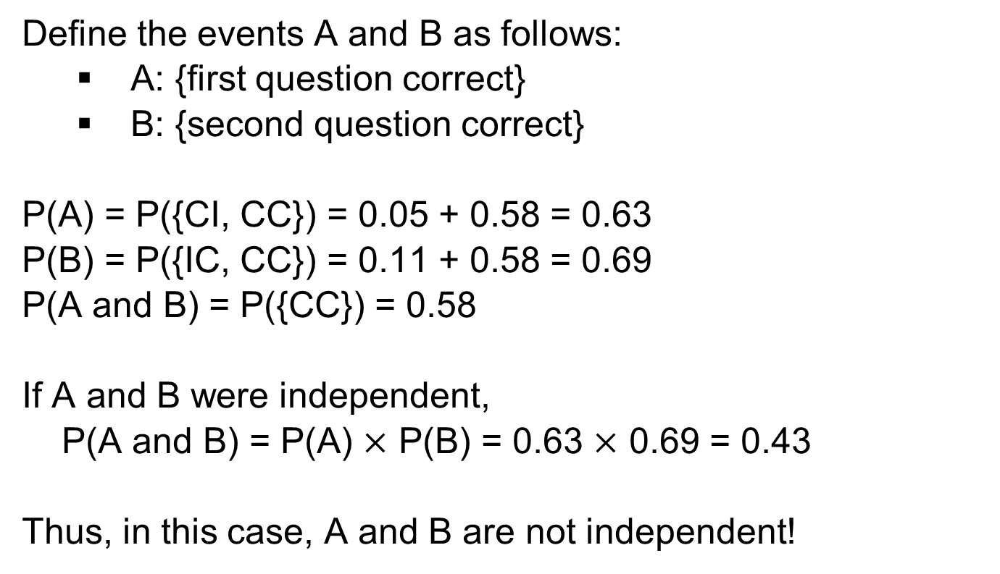 Define the events A and B as follows:
▪ A: {first question correct}
▪ B: {second question correct}
P(A) = P({CI, CC}) = 0.05 + 0.58 = 0.63
P(B) = P({IC, CC}) = 0.11 + 0.58 = 0.69
P(A and B) = P({CC}) = 0.58
If A and B were independent,
P(A and B) = P(A) × P(B) = 0.63 × 0.69 = 0.43
Thus, in this case, A and B are not independent!